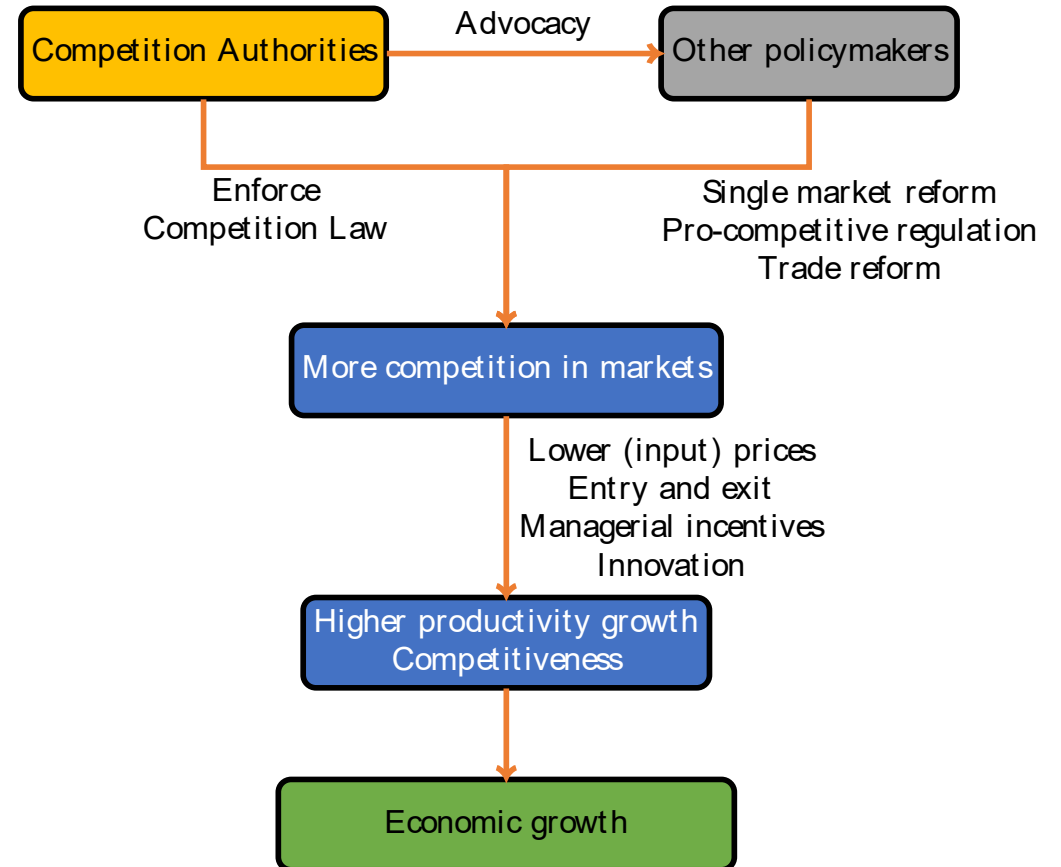 Competition Authorities
Advocacy
Other policymakers
Enforce
Competition Law
Single market reform
Pro-competitive regulation
Trade reform
More competition in markets
Lower (input) prices
Entry and exit
Managerial incentives
Innovation
Higher productivity growth
Competitiveness
Economic growth